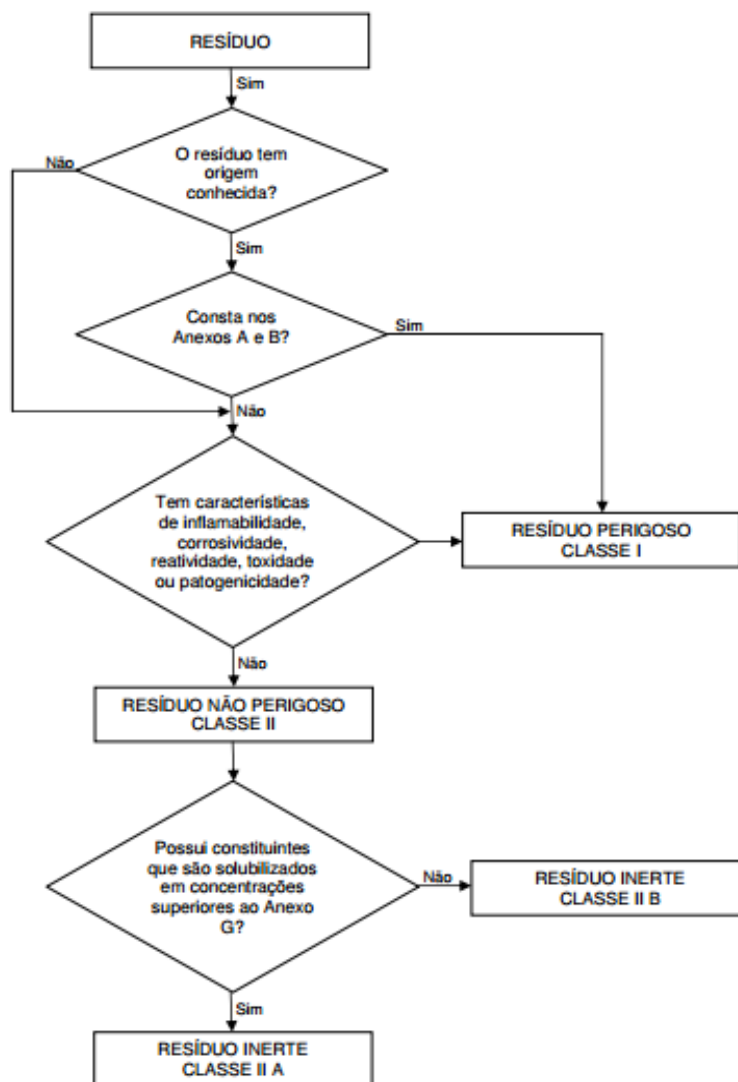 RESÍDUO
Sim
O resíduo tem
origem
conhecida?
Não
Sim
Consta nos
Anexos A e B?
Sim
Não
Tem características
de inflamabilidade,
corrosividade,
reatividade, toxidade
ou patogenicidade?
RESÍDUO PERIGOSO
CLASSE I
Não
RESÍDUO NÃO PERIGOSO
CLASSE II
Possui constituintes
que são solubilizados
em concentrações
superiores ao Anexo
G?
Não
RESÍDUO INERTE
CLASSE II B
Sim
RESÍDUO INERTE
CLASSE II A